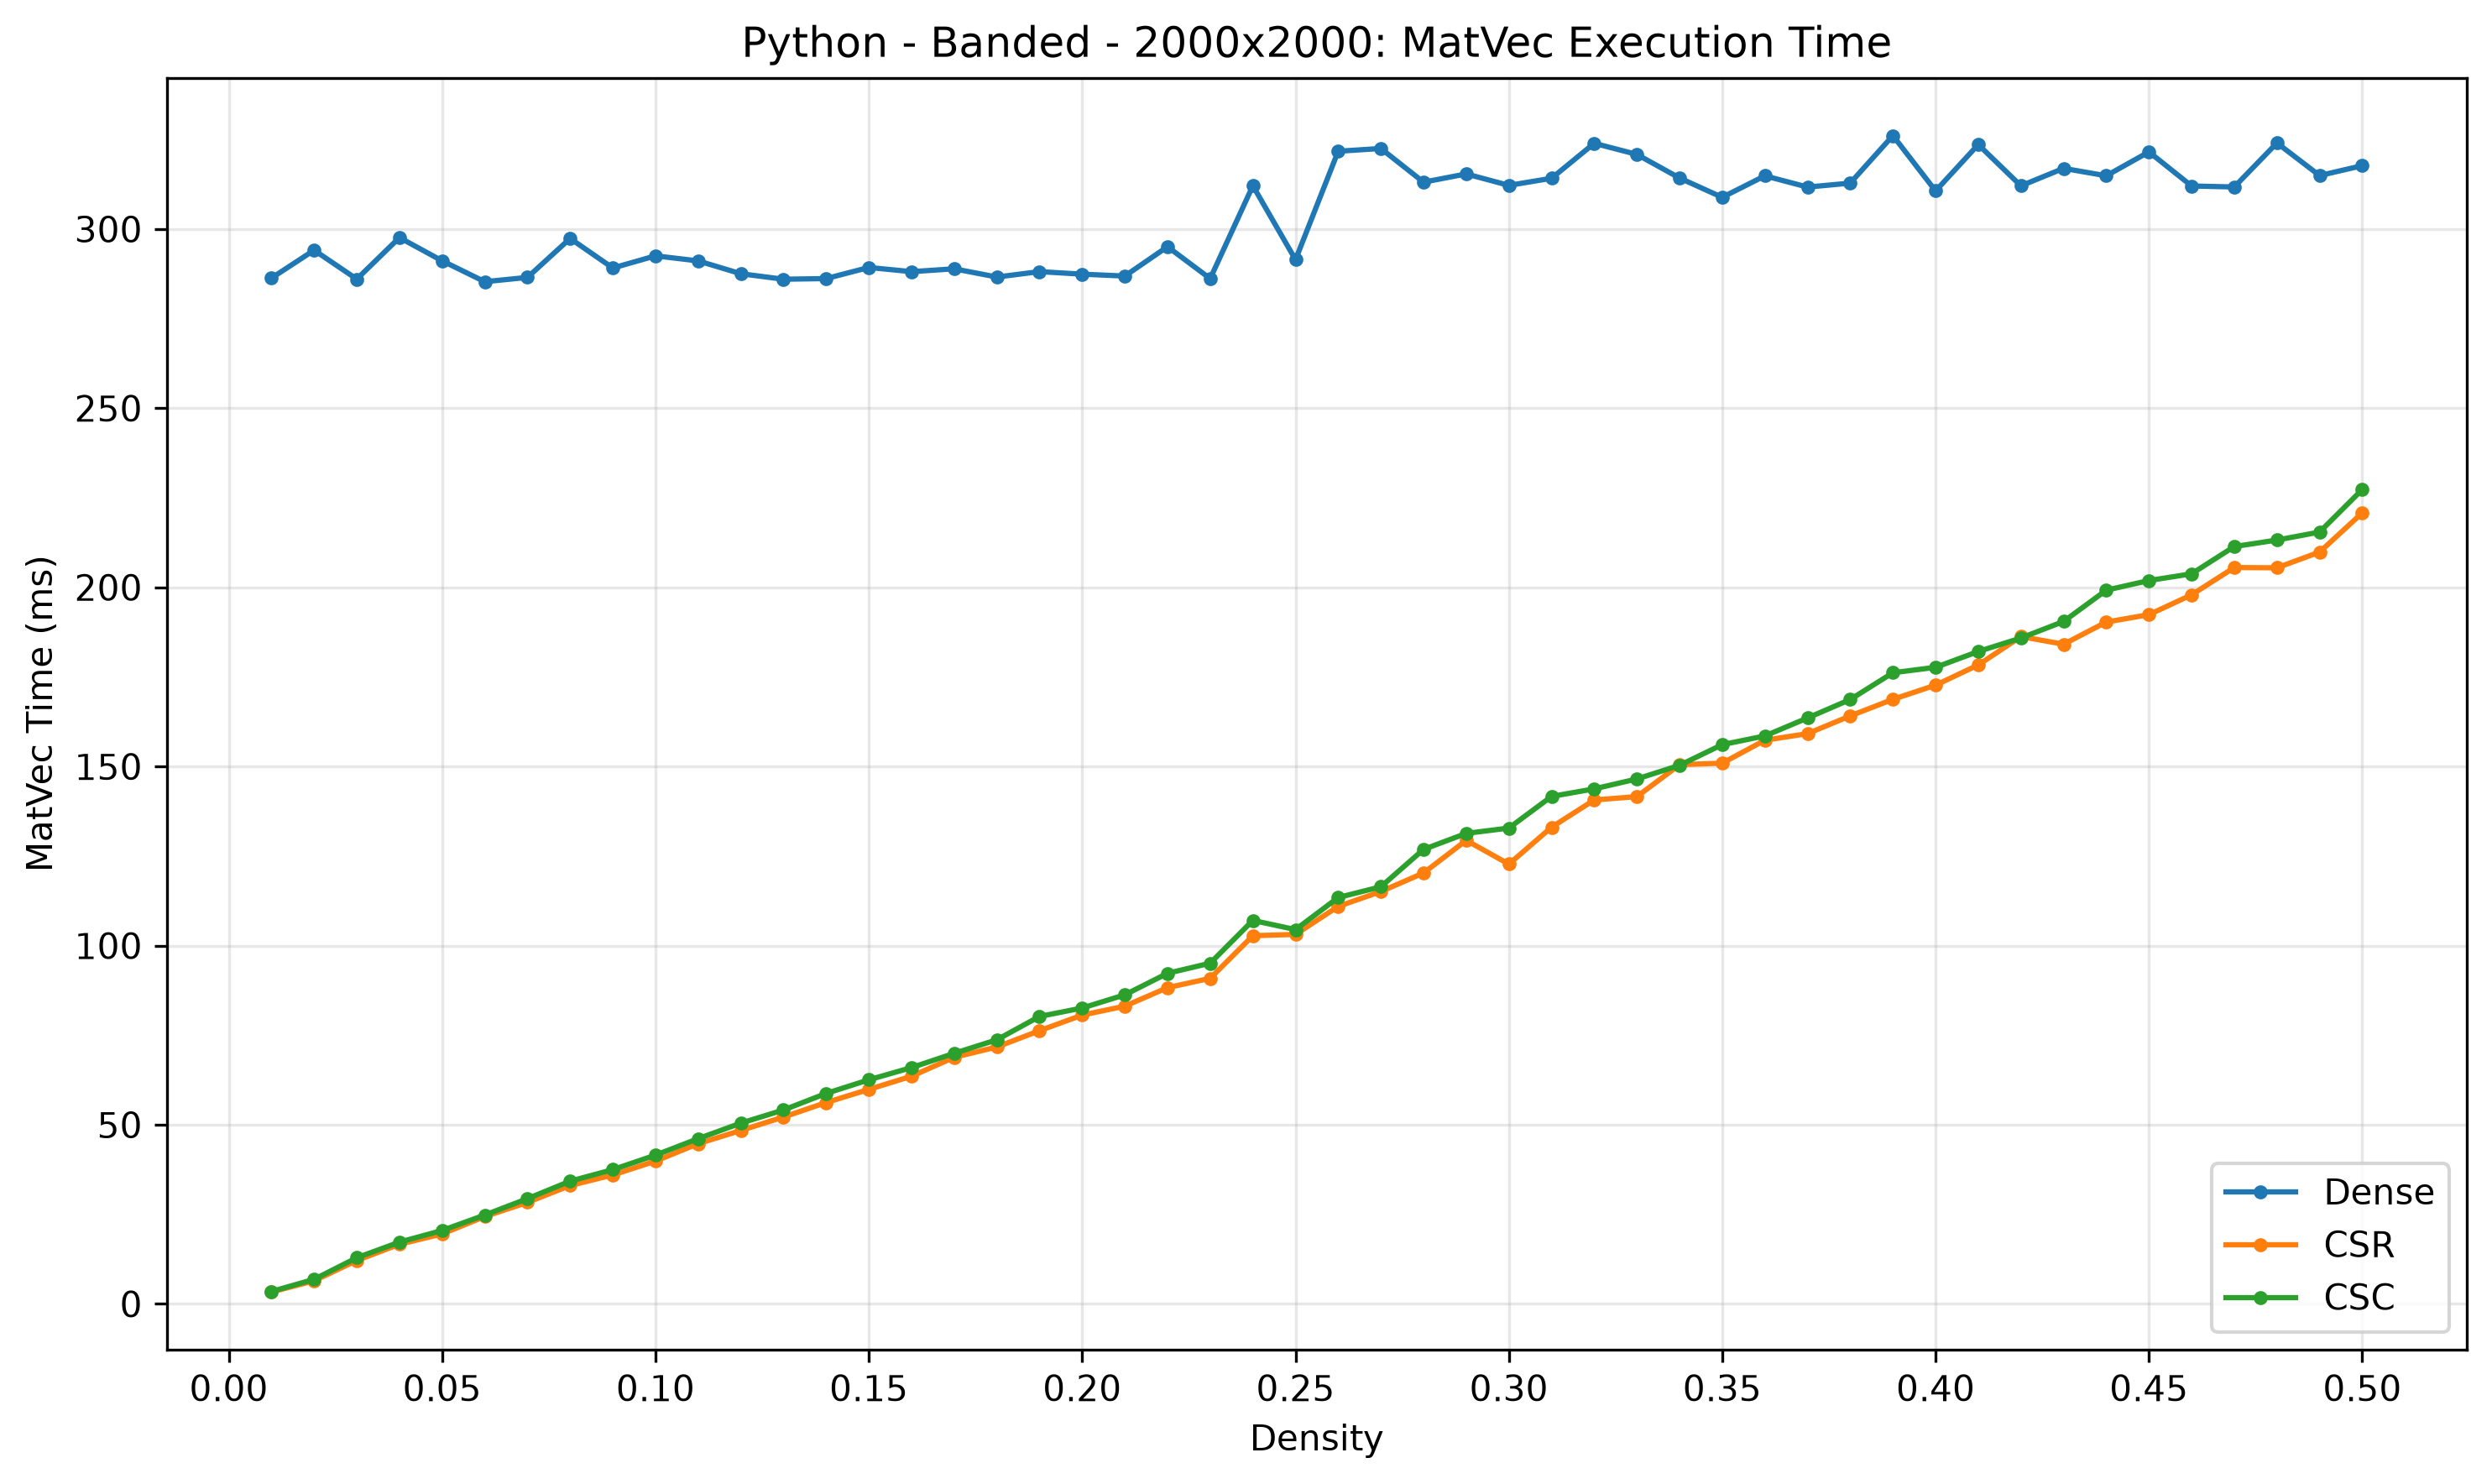 Python - Banded - 2000x2000: MatVec Execution Time
MatVec Time (ms)
300
250
200
150
100
50
0
0.00 0.05 0.10 0.15 0.20 0.25 0.30 0.35 0.40 0.45 0.50
Density
Dense
CSR
CSC